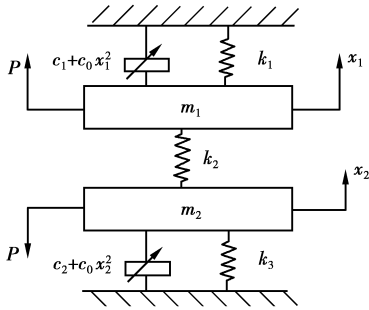 P
c₁+c₀x₁²
k₁
x₁
m₁
k₂
x₂
m₂
P
c₂+c₀x₂²
k₃